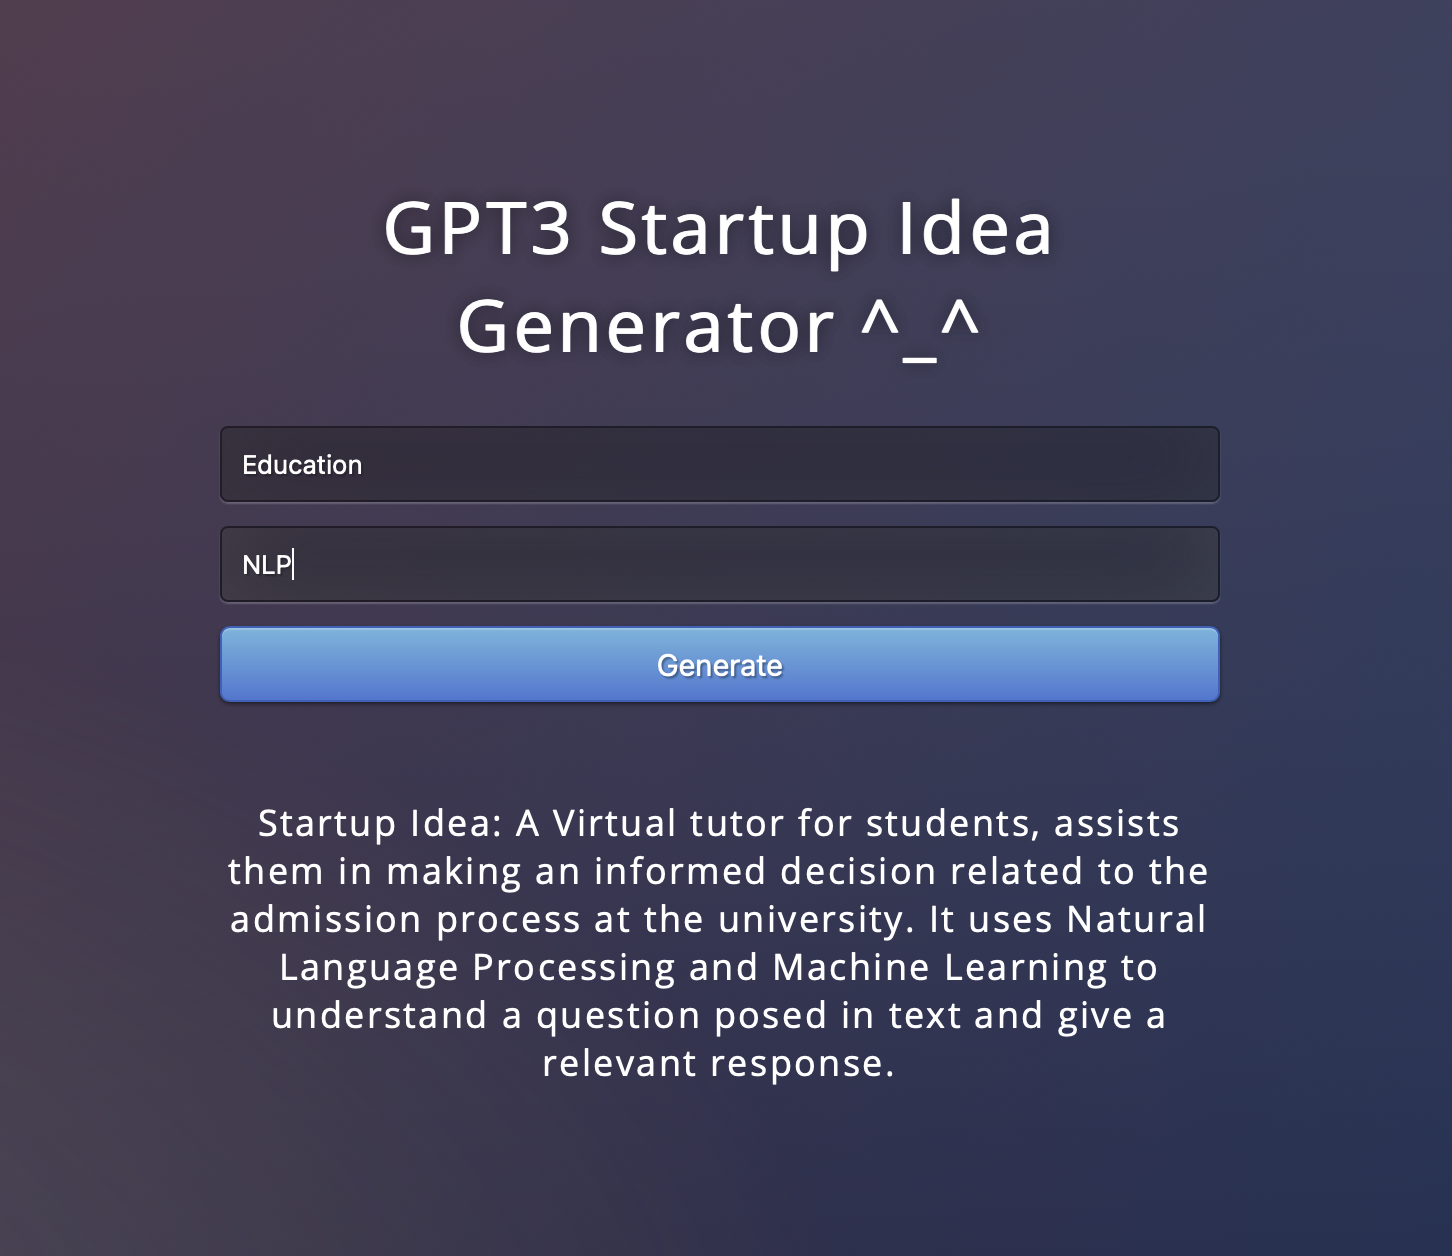 GPT3 Startup Idea
Generator ^_^
Education
NLP
Generate
Startup Idea: A Virtual tutor for students, assists
them in making an informed decision related to the
admission process at the university. It uses Natural
Language Processing and Machine Learning to
understand a question posed in text and give a
relevant response.